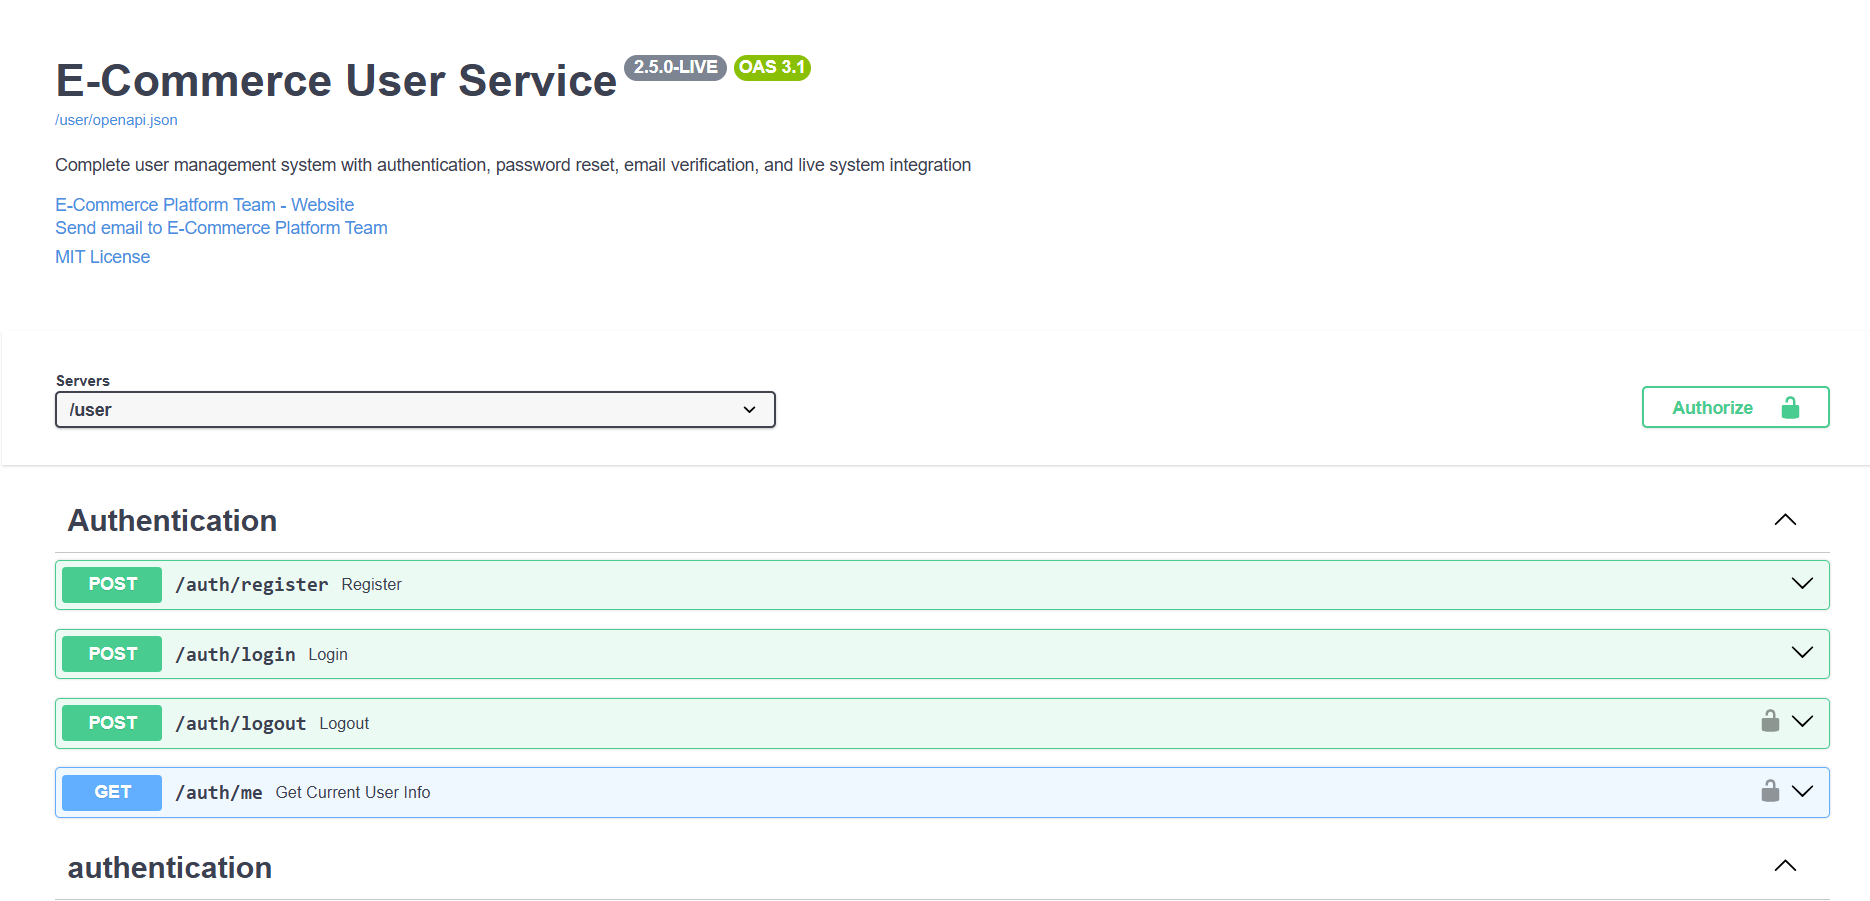 E-Commerce User Service 2.5.0-LIVE OAS 3.1
/user/openapi.json
Complete user management system with authentication, password reset, email verification, and live system integration
E-Commerce Platform Team - Website
Send email to E-Commerce Platform Team
MIT License
Servers
/user
Authorize
Authentication
POST /auth/register Register
POST /auth/login Login
POST /auth/logout Logout
GET /auth/me Get Current User Info
authentication